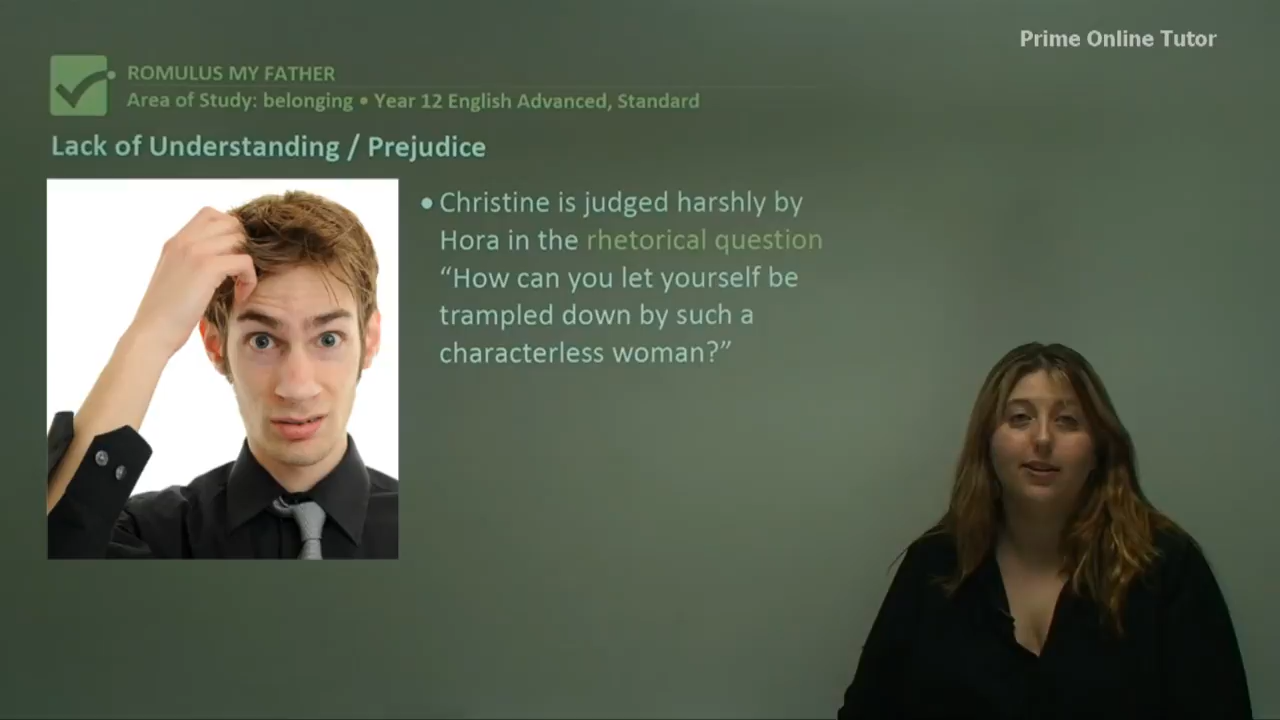 Prime Online Tutor
ROMULUS MY FATHER
Area of Study: belonging • Year 12 English Advanced, Standard
Lack of Understanding / Prejudice
• Christine is judged harshly by
Hora in the rhetorical question
“How can you let yourself be
trampled down by such a
characterless woman?”